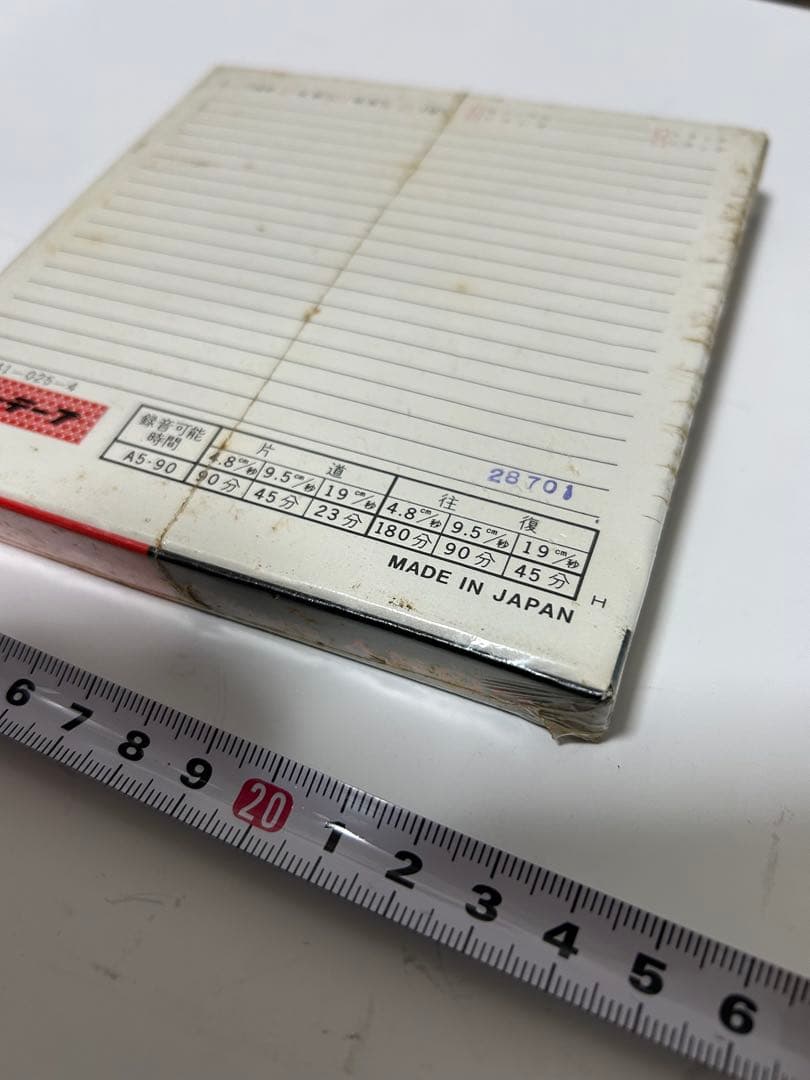 1-025-4
テープ
28701
録音可能時間 片道 往復
4.8cm/秒 9.5cm/秒 19cm/秒 4.8cm/秒 9.5cm/秒 19cm/秒
A5-90 90分 45分 23分 180分 90分 45分
MADE IN JAPAN H
6 7 8 9 20 1 2 3 4 5 6